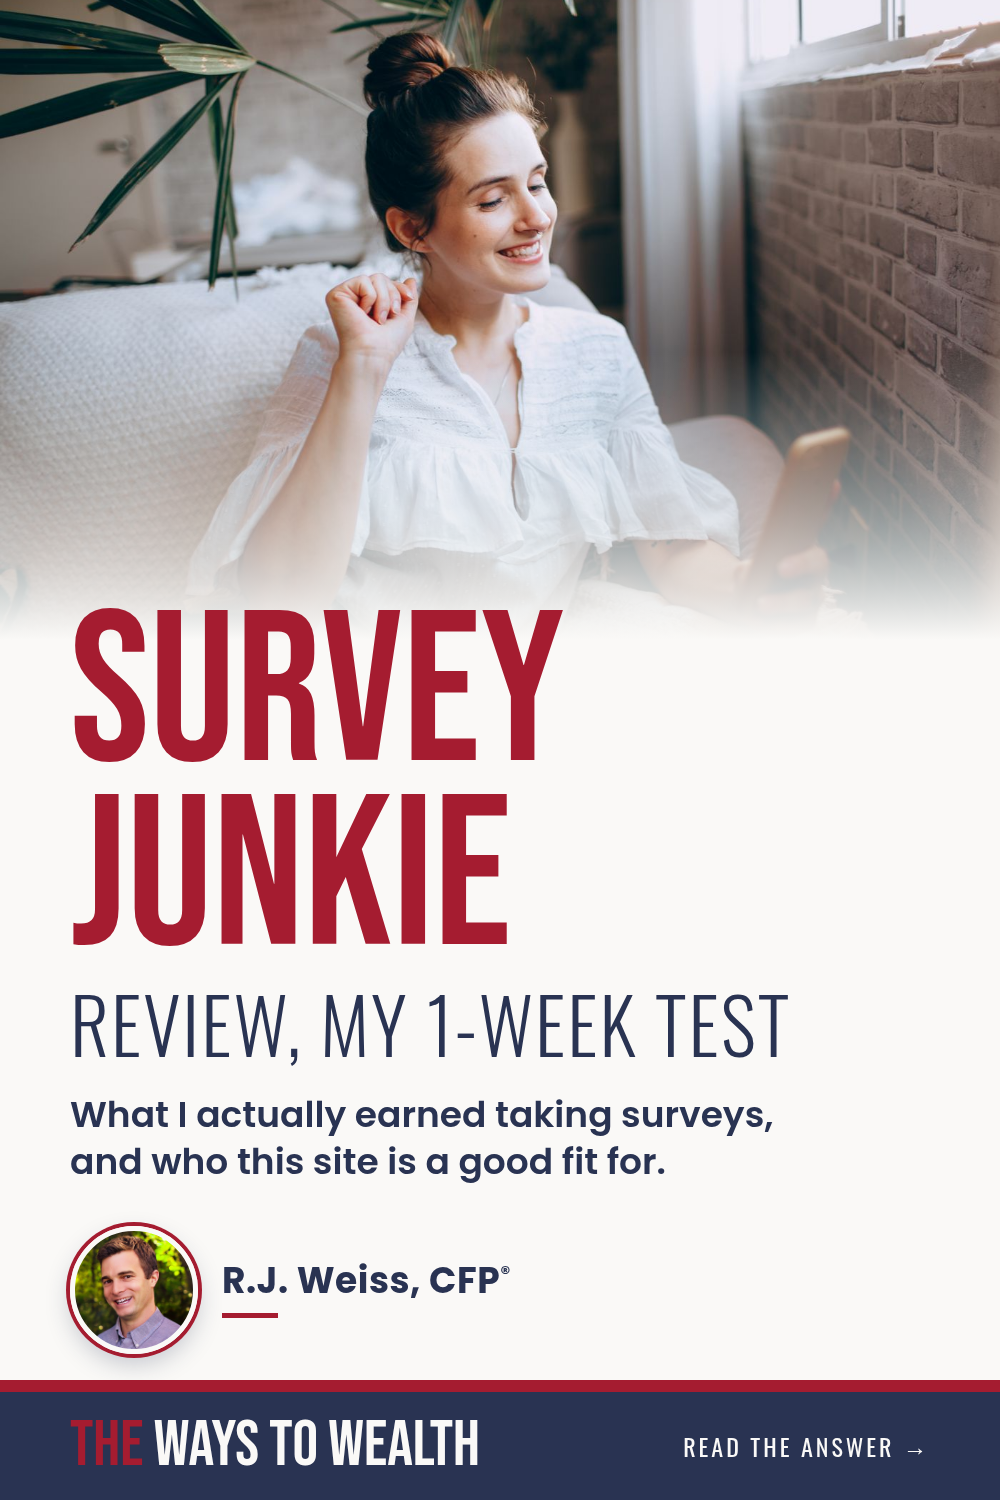 SURVEY
JUNKIE
REVIEW, MY 1-WEEK TEST
What I actually earned taking surveys,
and who this site is a good fit for.
R.J. Weiss, CFP®
THE WAYS TO WEALTH
READ THE ANSWER →